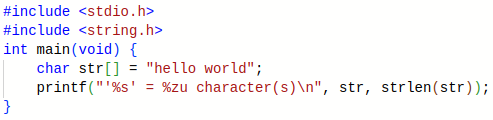 #include <stdio.h>
#include <string.h>
int main(void) {
    char str[] = "hello world";
    printf("'%s' = %zu character(s)\n", str, strlen(str));
}